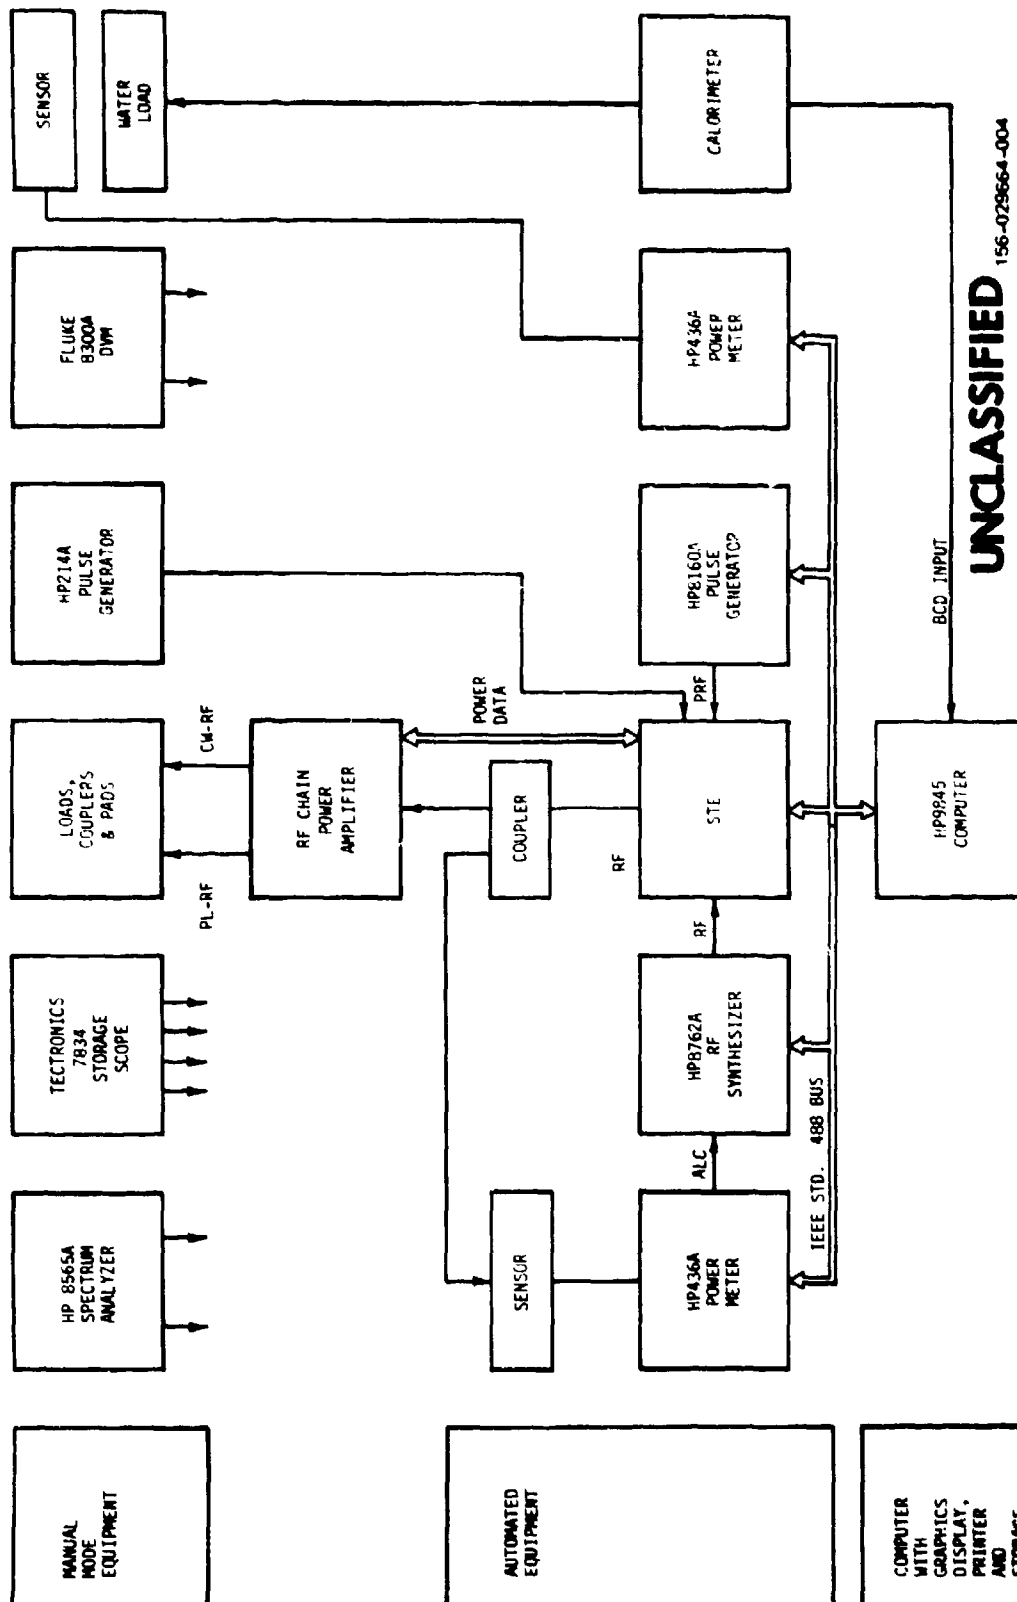 MANUAL
MODE
EQUIPMENT
HP 8565A
SPECTRUM
ANALYZER
TECTRONICS
7834
STORAGE
SCOPE
LOADS,
COUPLERS
& PADS
HP214A
PULSE
GENERATOR
FLUKE
8300A
DVM
SENSOR
WATER
LOAD
PL-RF
CW-RF
RF CHAIN
POWER
AMPLIFIER
POWER
DATA
AUTOMATED
EQUIPMENT
SENSOR
COUPLER
RF
HP436A
POWER
METER
ALC
HP8762A
RF
SYNTHESIZER
RF
STE
PRF
HP8160A
PULSE
GENERATOR
HP436A
POWER
METER
CALORIMETER
IEEE STD. 488 BUS
COMPUTER
WITH
GRAPHICS
DISPLAY,
PRINTER
AND
STORAGE
HP9845
COMPUTER
BCD INPUT
UNCLASSIFIED
156-029664-004